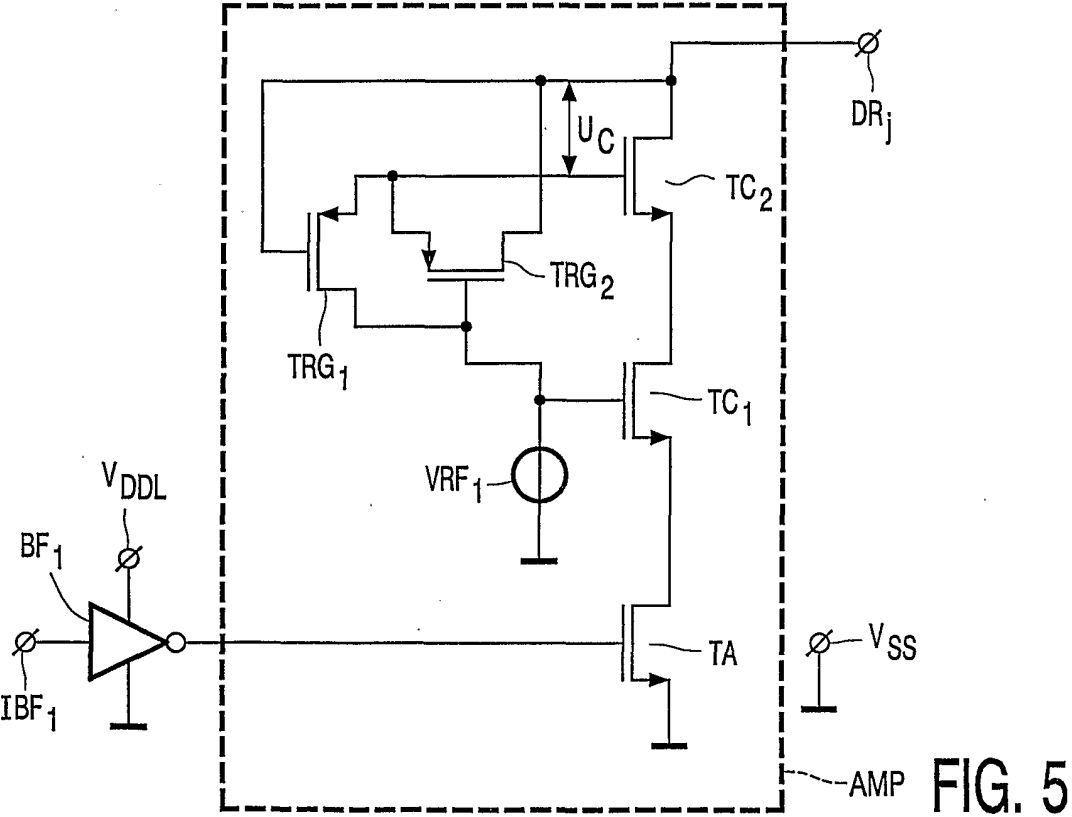 DRj
UC
TC2
TRG2
TRG1
TC1
VRF1
VDDL
BF1
TA
VSS
IBF1
AMP
FIG. 5